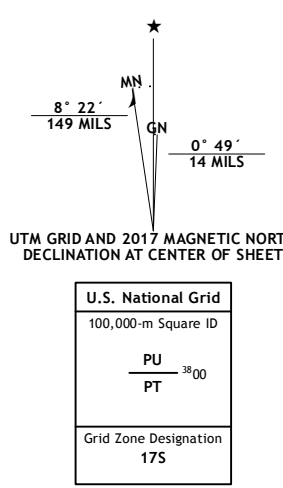 MN
8° 22´
149 MILS
GN
0° 49´
14 MILS
UTM GRID AND 2017 MAGNETIC NORT
DECLINATION AT CENTER OF SHEET
U.S. National Grid
100,000-m Square ID
PU
3800
PT
Grid Zone Designation
17S